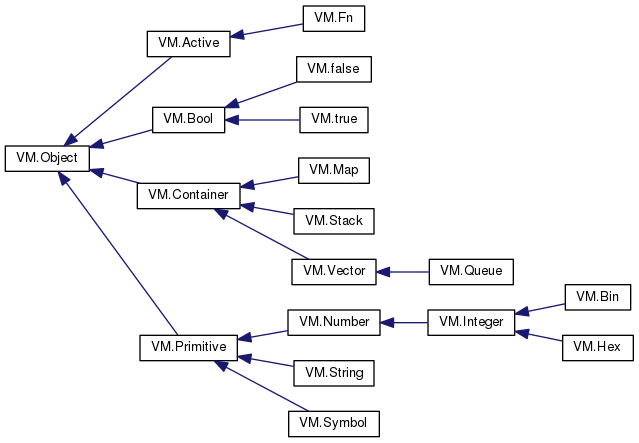 VM.Fn
VM.Active
VM.false
VM.Bool
VM.true
VM.Object
VM.Map
VM.Container
VM.Stack
VM.Vector
VM.Queue
VM.Bin
VM.Number
VM.Integer
VM.Primitive
VM.Hex
VM.String
VM.Symbol